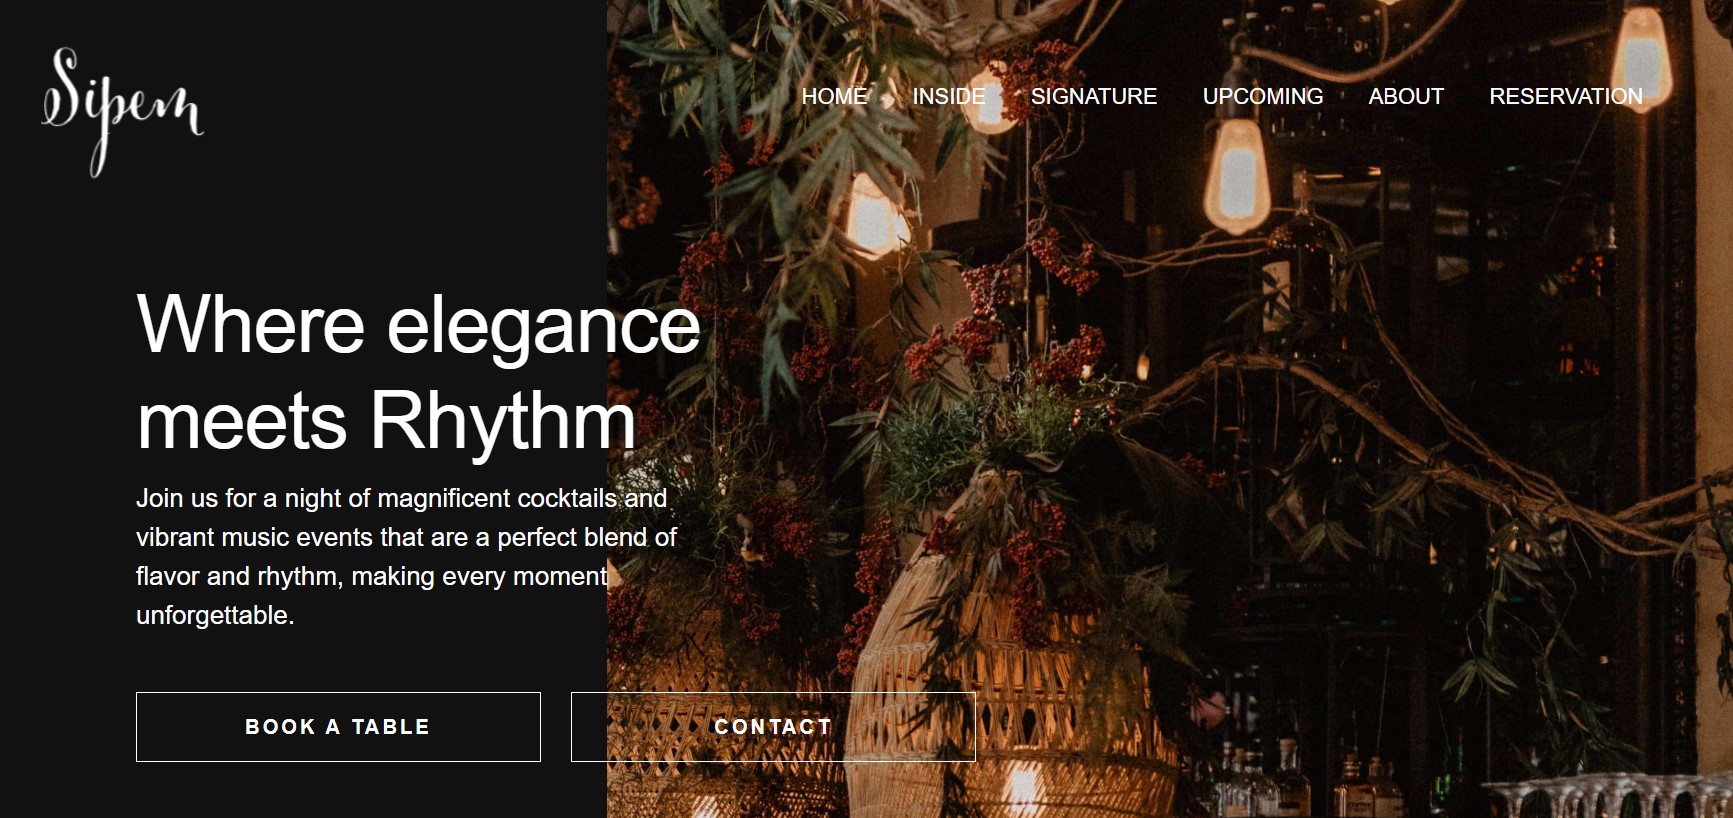 Sipem
HOME INSIDE SIGNATURE UPCOMING ABOUT RESERVATION
Where elegance
meets Rhythm
Join us for a night of magnificent cocktails and
vibrant music events that are a perfect blend of
flavor and rhythm, making every moment
unforgettable.
BOOK A TABLE CONTACT